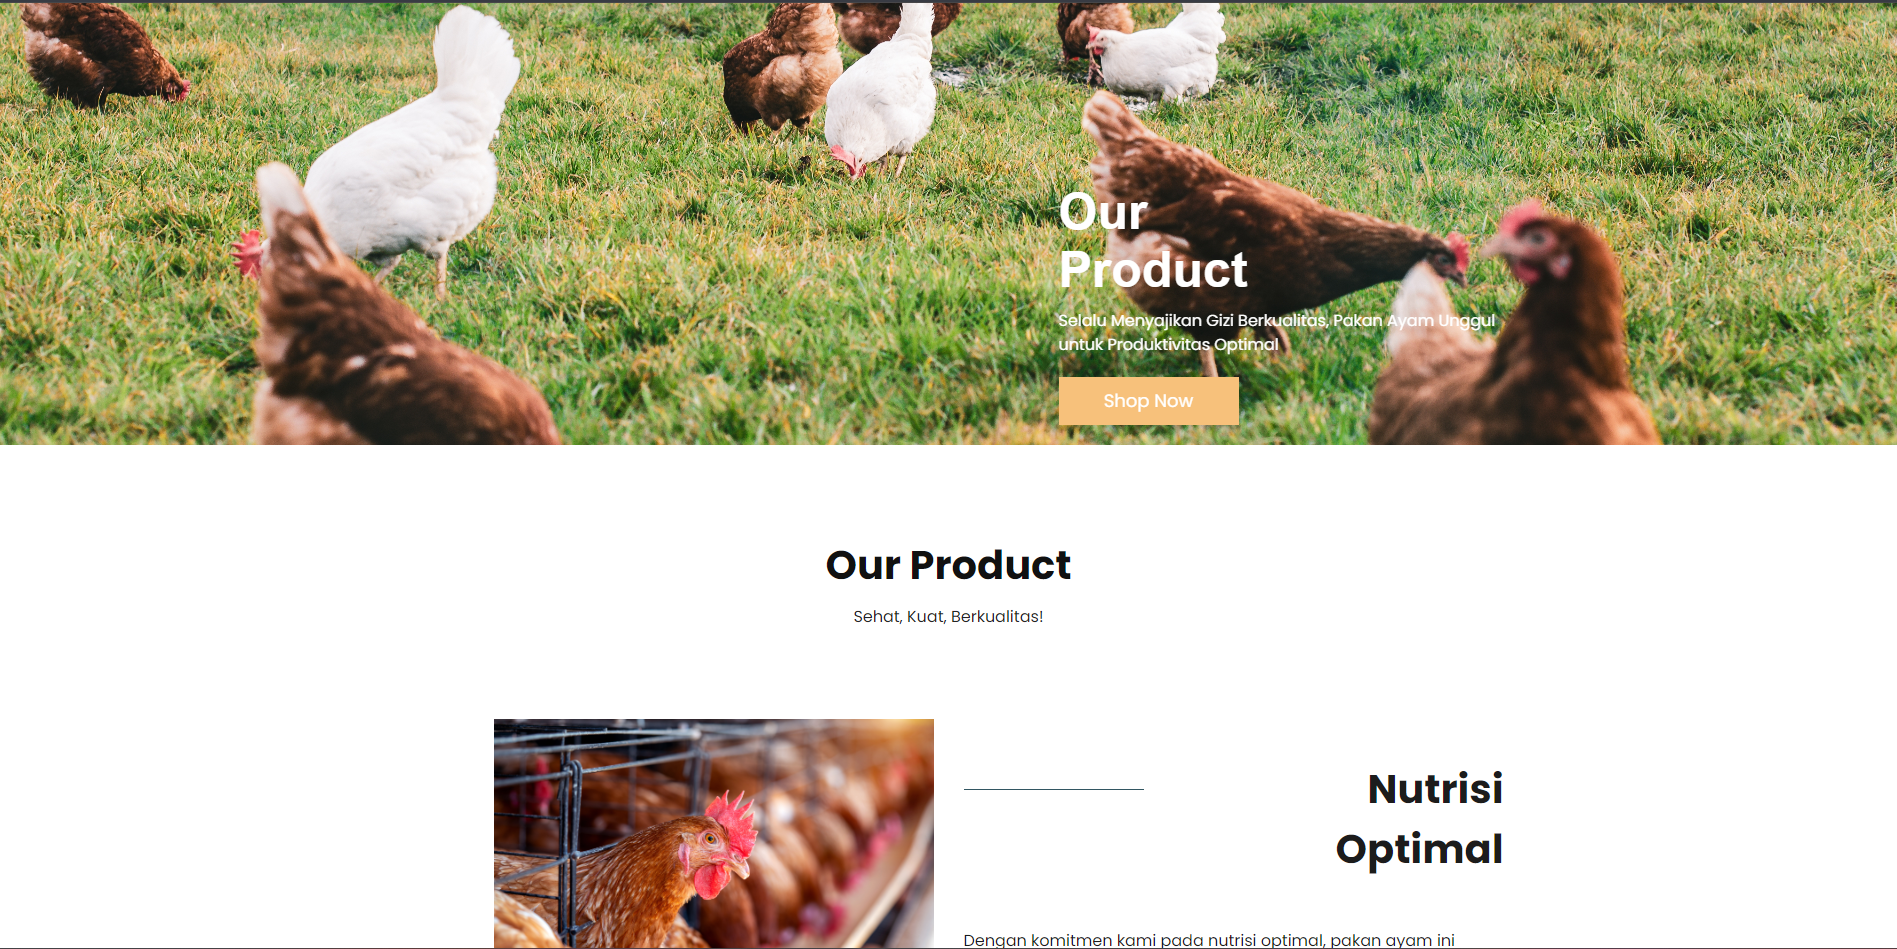 Our
Product
Selalu Menyajikan Gizi Berkualitas, Pakan Ayam Unggul
untuk Produktivitas Optimal
Shop Now
Our Product
Sehat, Kuat, Berkualitas!
Nutrisi
Optimal
Dengan komitmen kami pada nutrisi optimal, pakan ayam ini